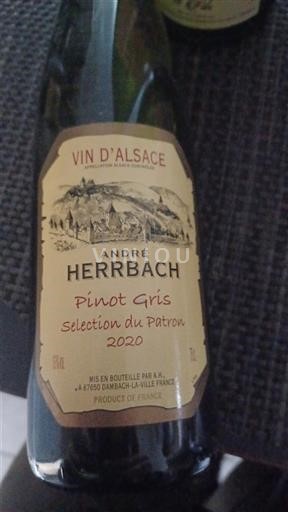 VIN D'ALSACE
APPELLATION ALSACE CONTRÔLÉE
ANDRÉ
VINIOU
HERRBACH
Pinot Gris
Selection du Patron
2020
MIS EN BOUTEILLE PAR A.H.,
A 67650 DAMBACH-LA-VILLE FRANCE
PRODUCT OF FRANCE